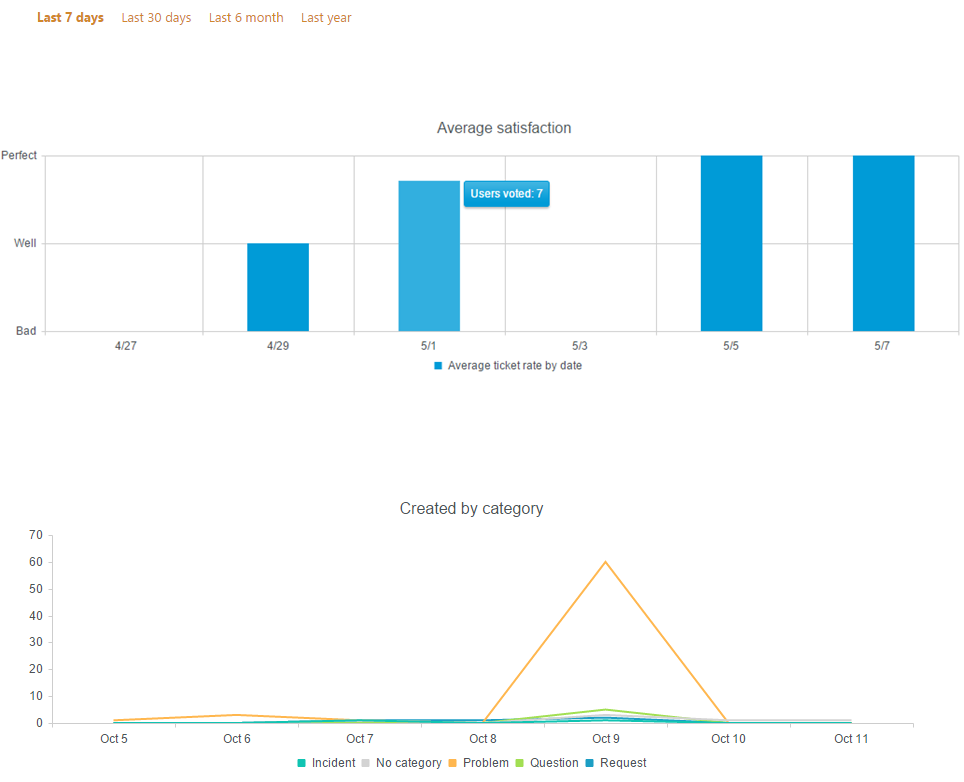 Last 7 days Last 30 days Last 6 month Last year
Average satisfaction
Perfect
Users voted: 7
Well
Bad
4/27 4/29 5/1 5/3 5/5 5/7
Average ticket rate by date
Created by category
70
60
50
40
30
20
10
0
Oct 5 Oct 6 Oct 7 Oct 8 Oct 9 Oct 10 Oct 11
Incident No category Problem Question Request